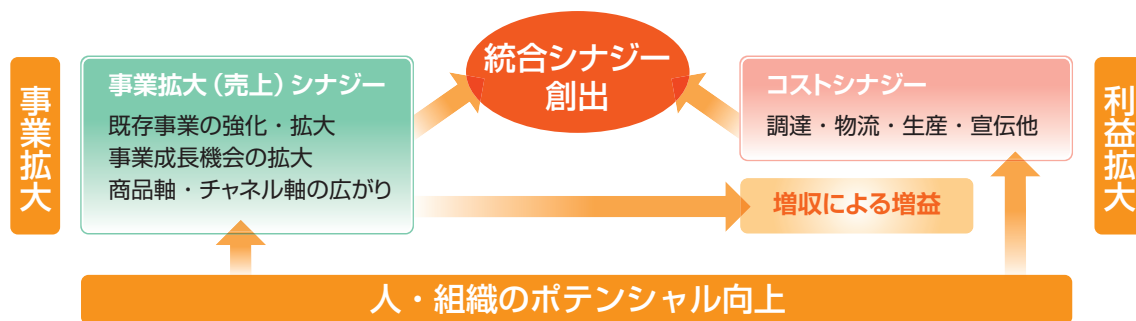 統合シナジー
創出
事業拡大
事業拡大（売上）シナジー
既存事業の強化・拡大
事業成長機会の拡大
商品軸・チャネル軸の広がり
コストシナジー
調達・物流・生産・宣伝他
利益拡大
増収による増益
人・組織のポテンシャル向上